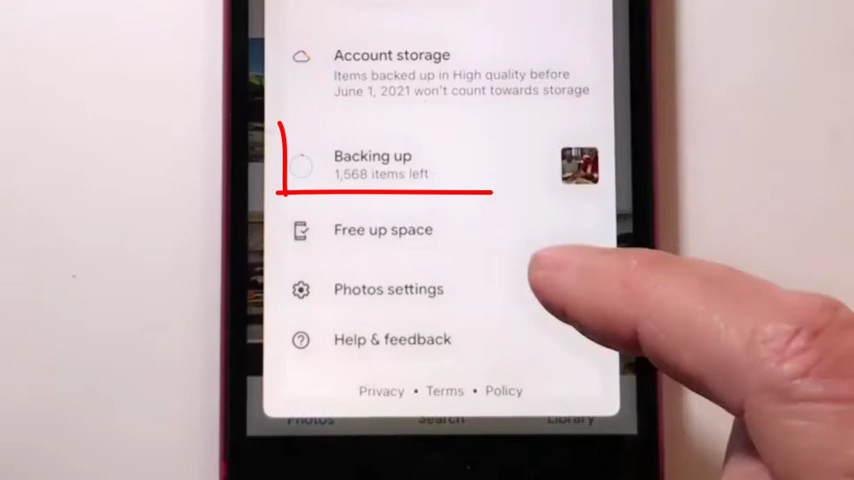 Account storage
Items backed up in High quality before
June 1, 2021 won't count towards storage
Backing up
1,568 items left
Free up space
Photos settings
Help & feedback
Privacy • Terms • Policy
Photos Search Library